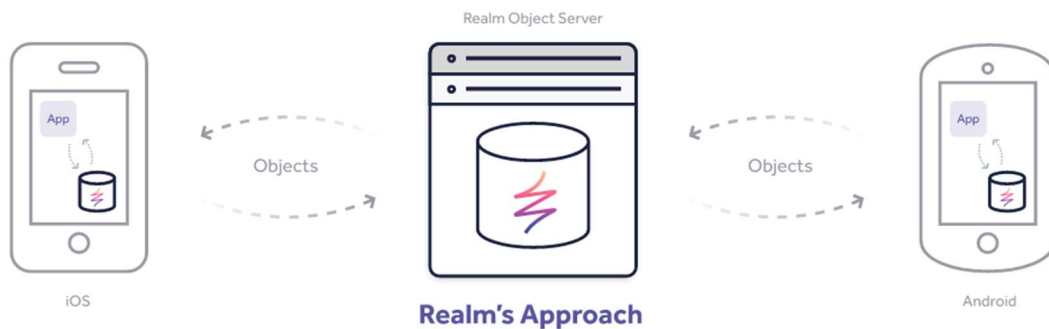 Realm Object Server
App
Objects
Objects
App
iOS
Android
Realm's Approach